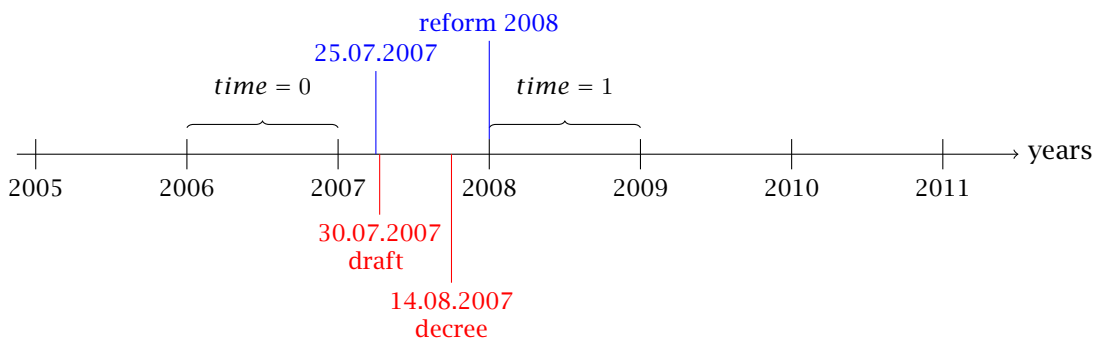 reform 2008
25.07.2007
time = 0
time = 1
years
2005 2006 2007 2008 2009 2010 2011
30.07.2007
draft
14.08.2007
decree